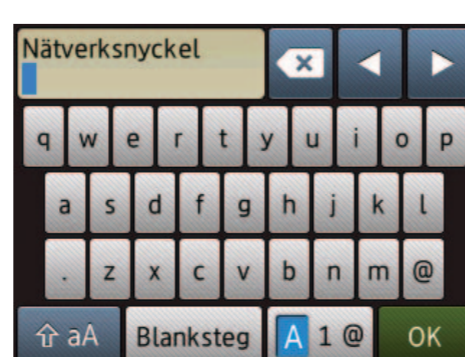 Nätverksnyckel
q w e r t y u i o p
a s d f g h j k l
. z x c v b n m @
aA Blanksteg A 1 @ OK